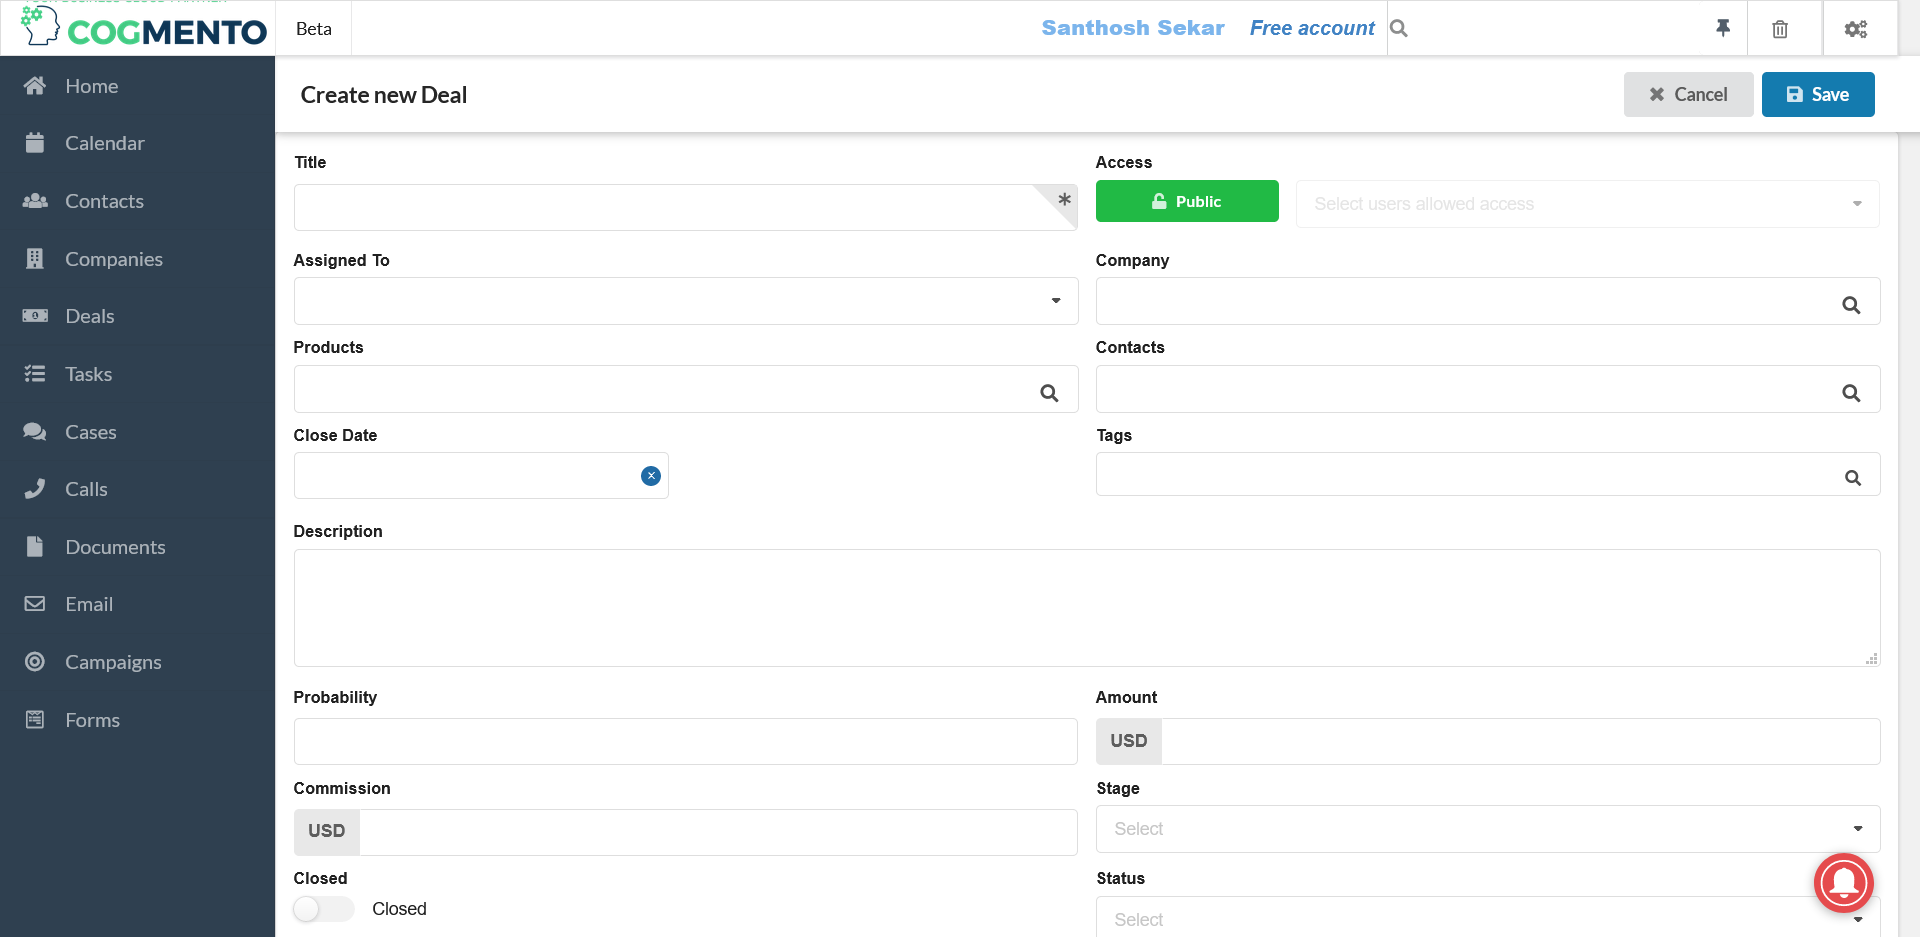 COGMENTO
Beta
Santhosh Sekar
Free account
Create new Deal
Cancel
Save
Home
Calendar
Contacts
Companies
Deals
Tasks
Cases
Calls
Documents
Email
Campaigns
Forms
Title
*
Access
Public
Select users allowed access
Assigned To
Company
Products
Contacts
Close Date
Tags
Description
Probability
Amount
USD
Commission
USD
Stage
Select
Closed
Closed
Status
Select